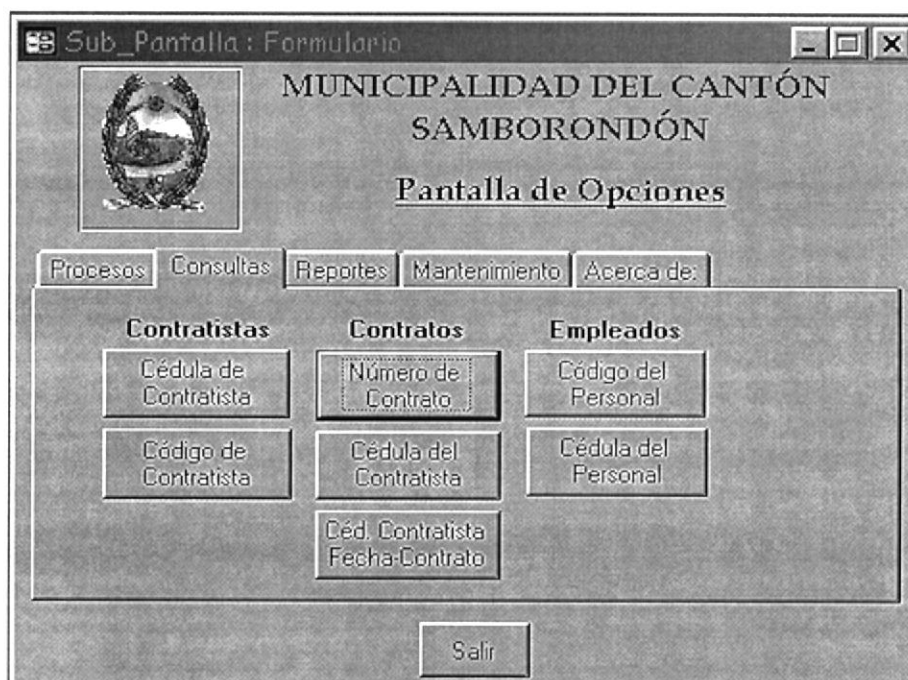 Sub_Pantalla : Formulario
MUNICIPALIDAD DEL CANTÓN
SAMBORONDÓN
Pantalla de Opciones
Procesos Consultas Reportes Mantenimiento Acerca de:
Contratistas Contratos Empleados
Cédula de Contratista
Número de Contrato
Código del Personal
Código de Contratista
Cédula del Contratista
Cédula del Personal
Céd. Contratista
Fecha-Contrato
Salir